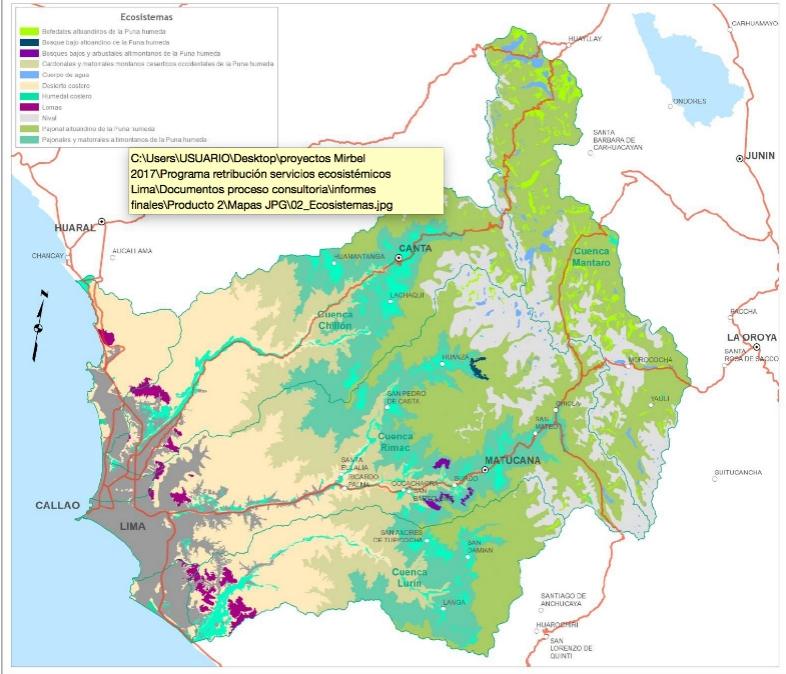 Ecosistemas
Bofedales altoandinos de la Puna humeda
Bosque bajo altoandino de la Puna humeda
Bosques bajos y arbustales altimontanos de la Puna humeda
Cardonales y matorrales montanos xesericos occidentales de la Puna humeda
Cuerpo de agua
Desierto costero
Humedal costero
Lomas
Nival
Pajonal altoandino de la Puna humeda
Pajonales y matorrales altimontanos de la Puna humeda
C:\Users\USUARIO\Desktop\proyectos Mirbel
2017\Programa retribución servicios ecosistémicos
Lima\Documentos proceso consultoria\informes
finales\Producto 2\Mapas JPG\02_Ecosistemas.jpg
CARHUAMAYO
HUAYLLAY
ONDORES
SANTA
BARBARA DE
CARHUACAYAN
JUNIN
HUARAL
CHANCAY
AUCALLAMA
CANTA
HUAMANTANGA
LACHAQUI
Cuenca
Chillón
Cuenca
Mantaro
PACCHA
LA OROYA
SANTA
ROSA DE SACCO
MOROCOCHA
YAULI
HUANZA
SAN PEDRO
DE CASTA
CHICLA
SAN
MATEO
Cuenca
Rimac
MATUCANA
SANTA
EULALIA
RICARDO
PALMA
COCACHACRA
SAN
SURCO
SUITUCANCHA
CALLAO
LIMA
SAN ANDRES
DE TUPICOCHA
SAN
DAMIAN
Cuenca
Lurín
LANGA
SANTIAGO DE
ANCHUCAYA
HUAROCHIRI
SAN
LORENZO DE
QUINTI